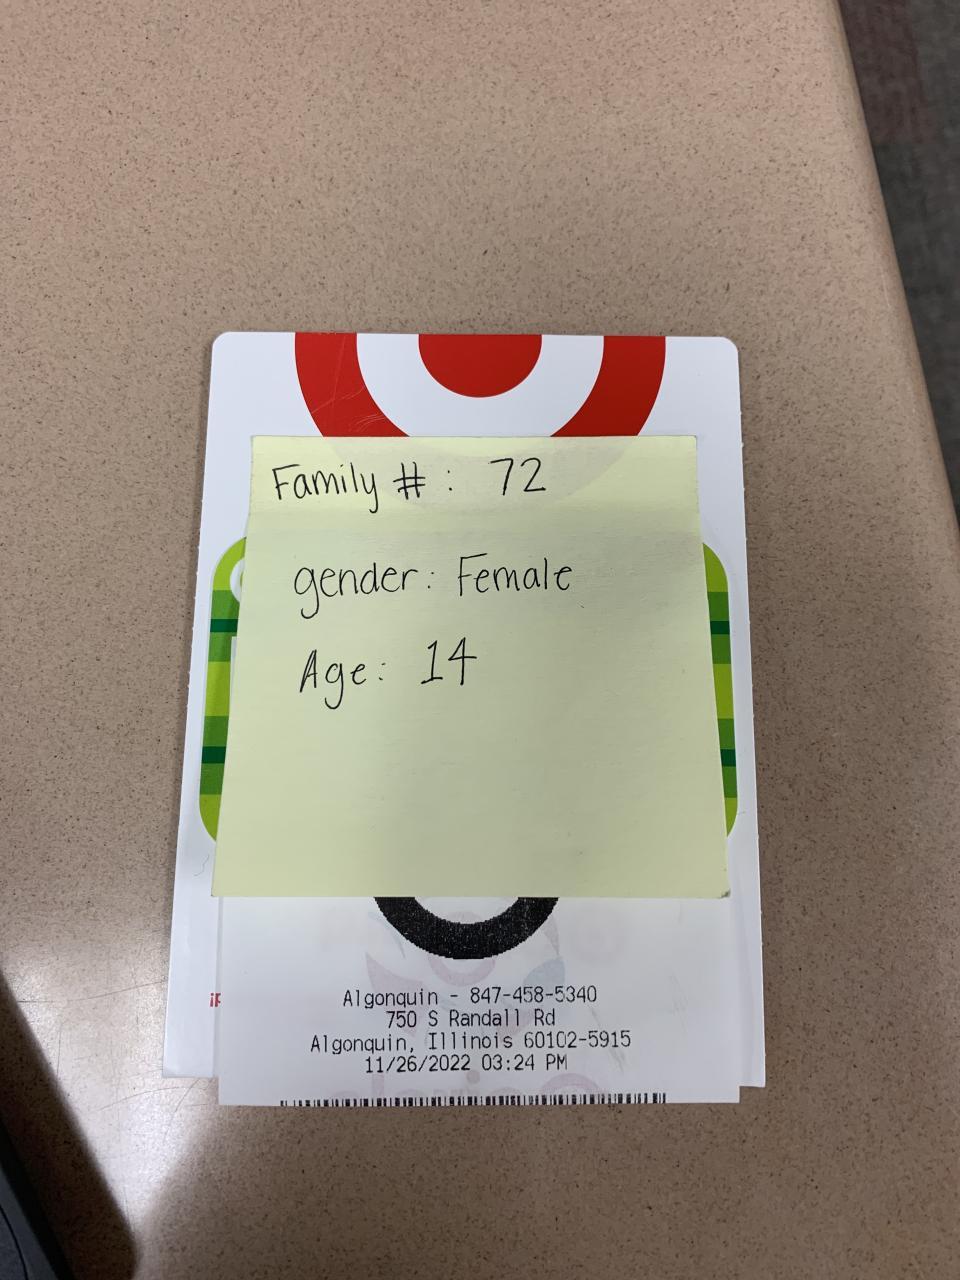 Family # : 72
gender: Female
Age: 14
Algonquin - 847-458-5340
750 S Randall Rd
Algonquin, Illinois 60102-5915
11/26/2022 03:24 PM